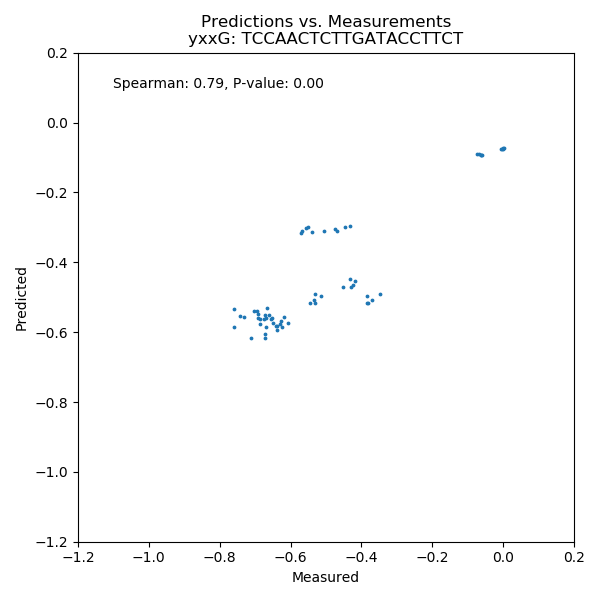 Predictions vs. Measurements
yxxG: TCCAACTCTTGATACCTTCT
Spearman: 0.79, P-value: 0.00
0.2
0.0
−0.2
−0.4
−0.6
−0.8
−1.0
−1.2
Predicted
−1.2 −1.0 −0.8 −0.6 −0.4 −0.2 0.0 0.2
Measured